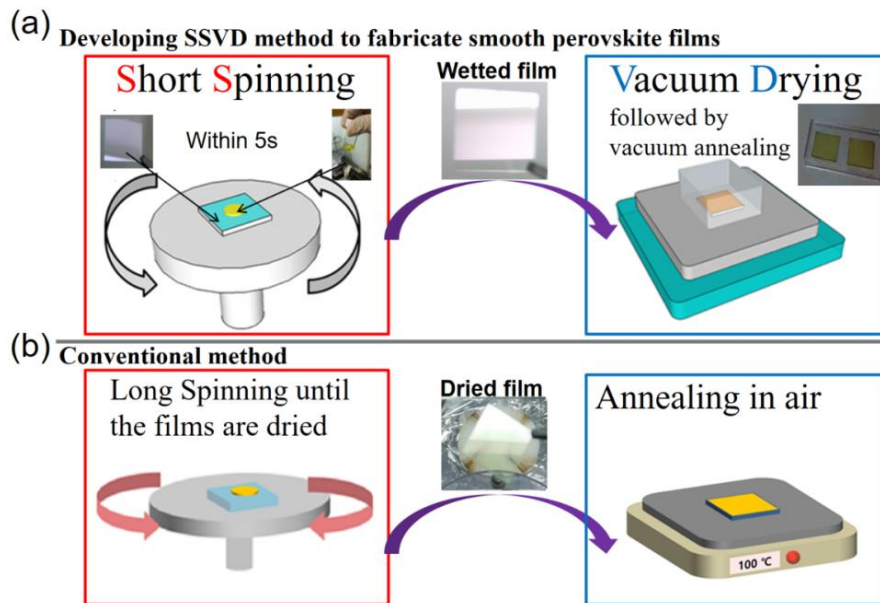 (a)
Developing SSVD method to fabricate smooth perovskite films
Short Spinning
Within 5s
Wetted film
Vacuum Drying
followed by
vacuum annealing
(b)
Conventional method
Long Spinning until
the films are dried
Dried film
Annealing in air
100 ℃